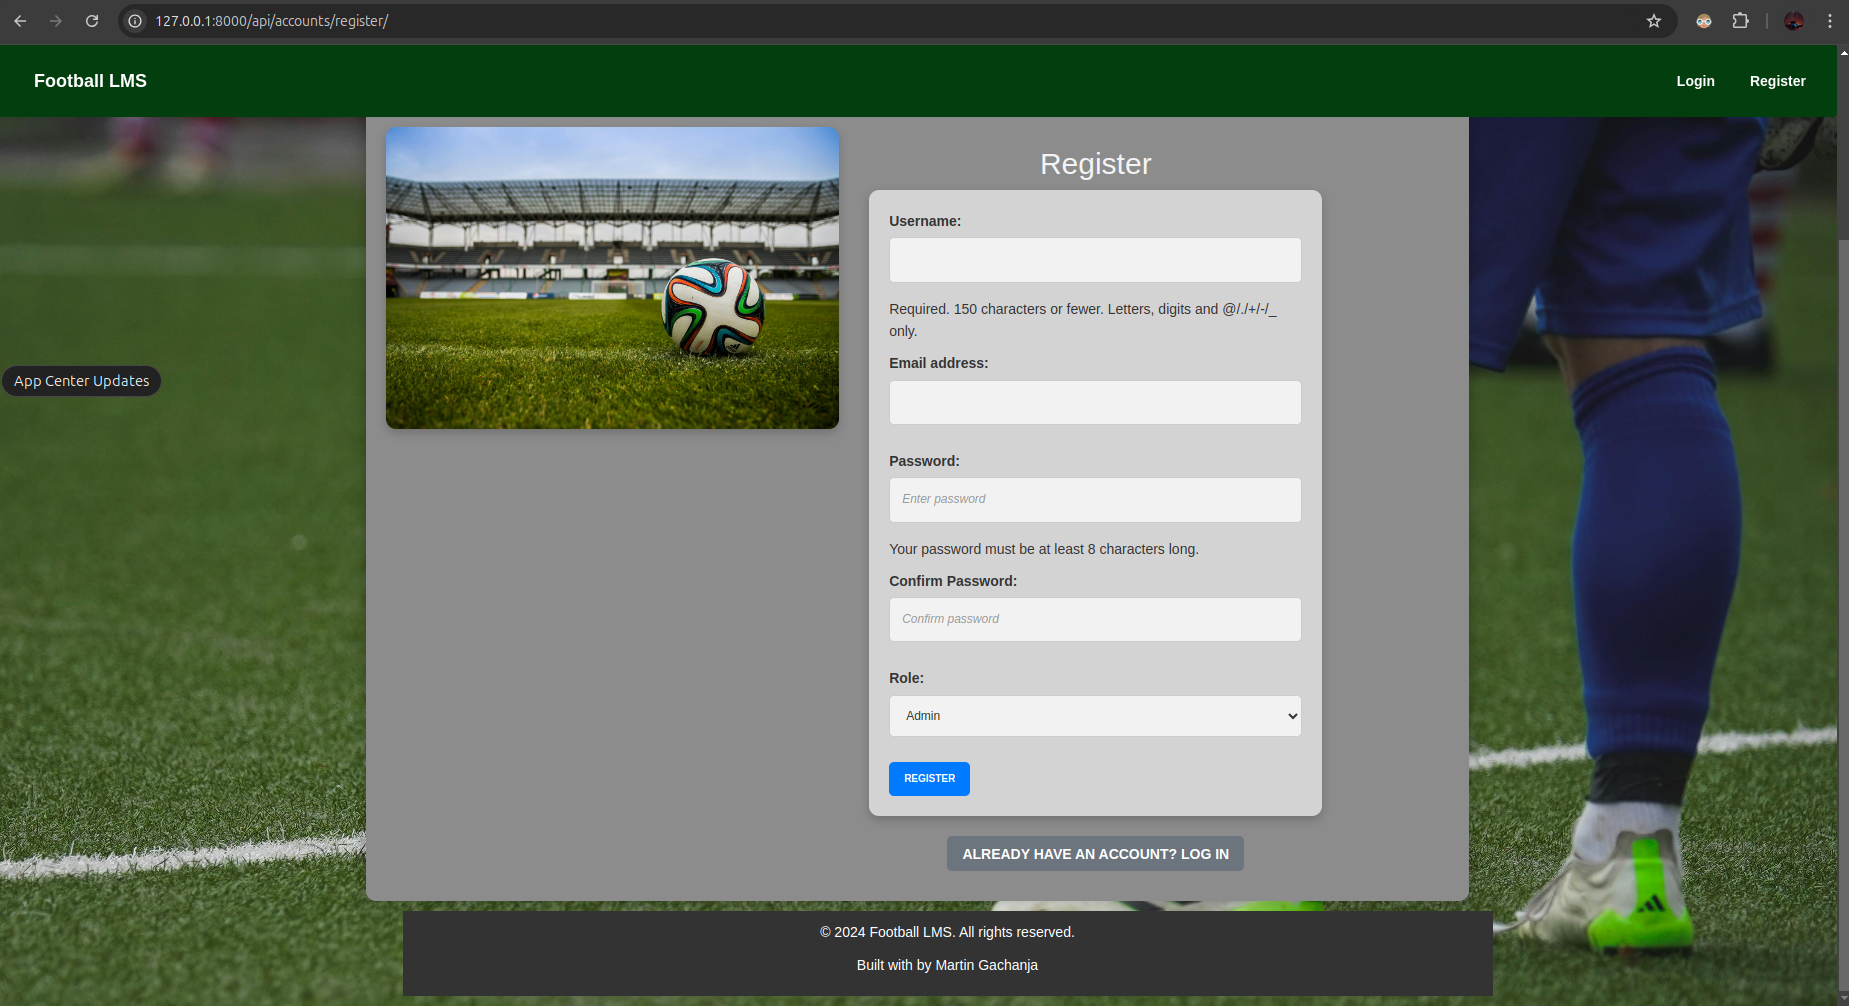 127.0.0.1:8000/api/accounts/register/
Football LMS
Login
Register
Register
Username:
Required. 150 characters or fewer. Letters, digits and @/./+/-/_
only.
Email address:
App Center Updates
Password:
Enter password
Your password must be at least 8 characters long.
Confirm Password:
Confirm password
Role:
Admin
REGISTER
ALREADY HAVE AN ACCOUNT? LOG IN
© 2024 Football LMS. All rights reserved.
Built with by Martin Gachanja